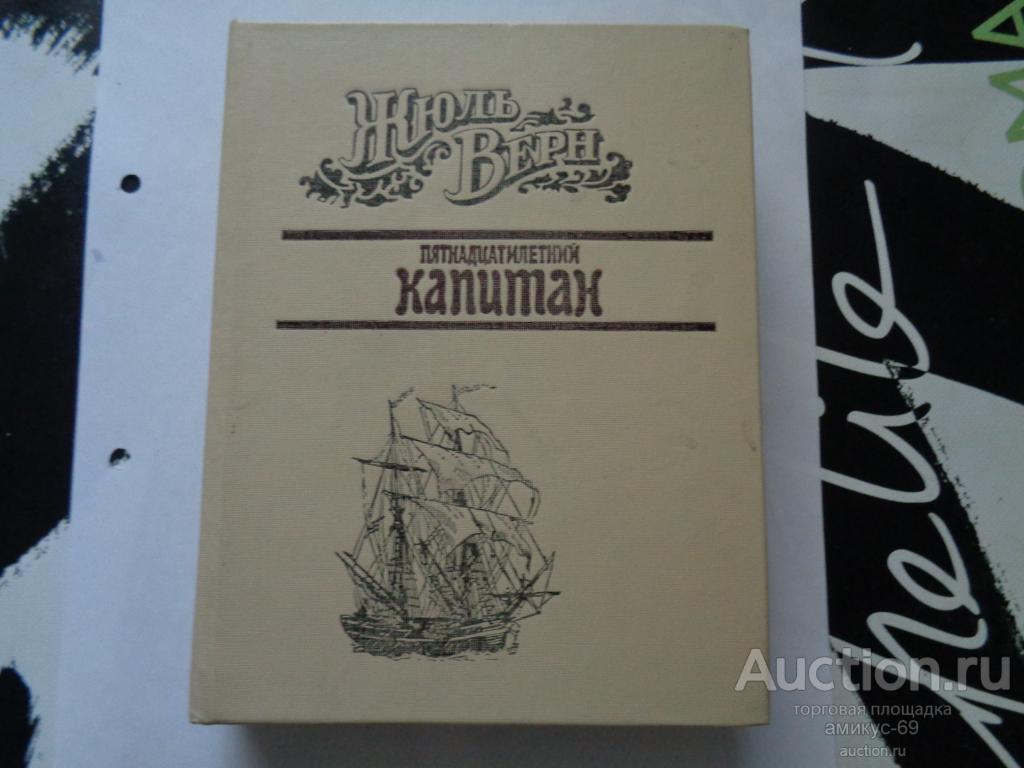 Жюль
Верн
ПЯТНАДЦАТИЛЕТНИЙ
капитан
Auction.ru
торговая площадка
амикус-69
auction.ru